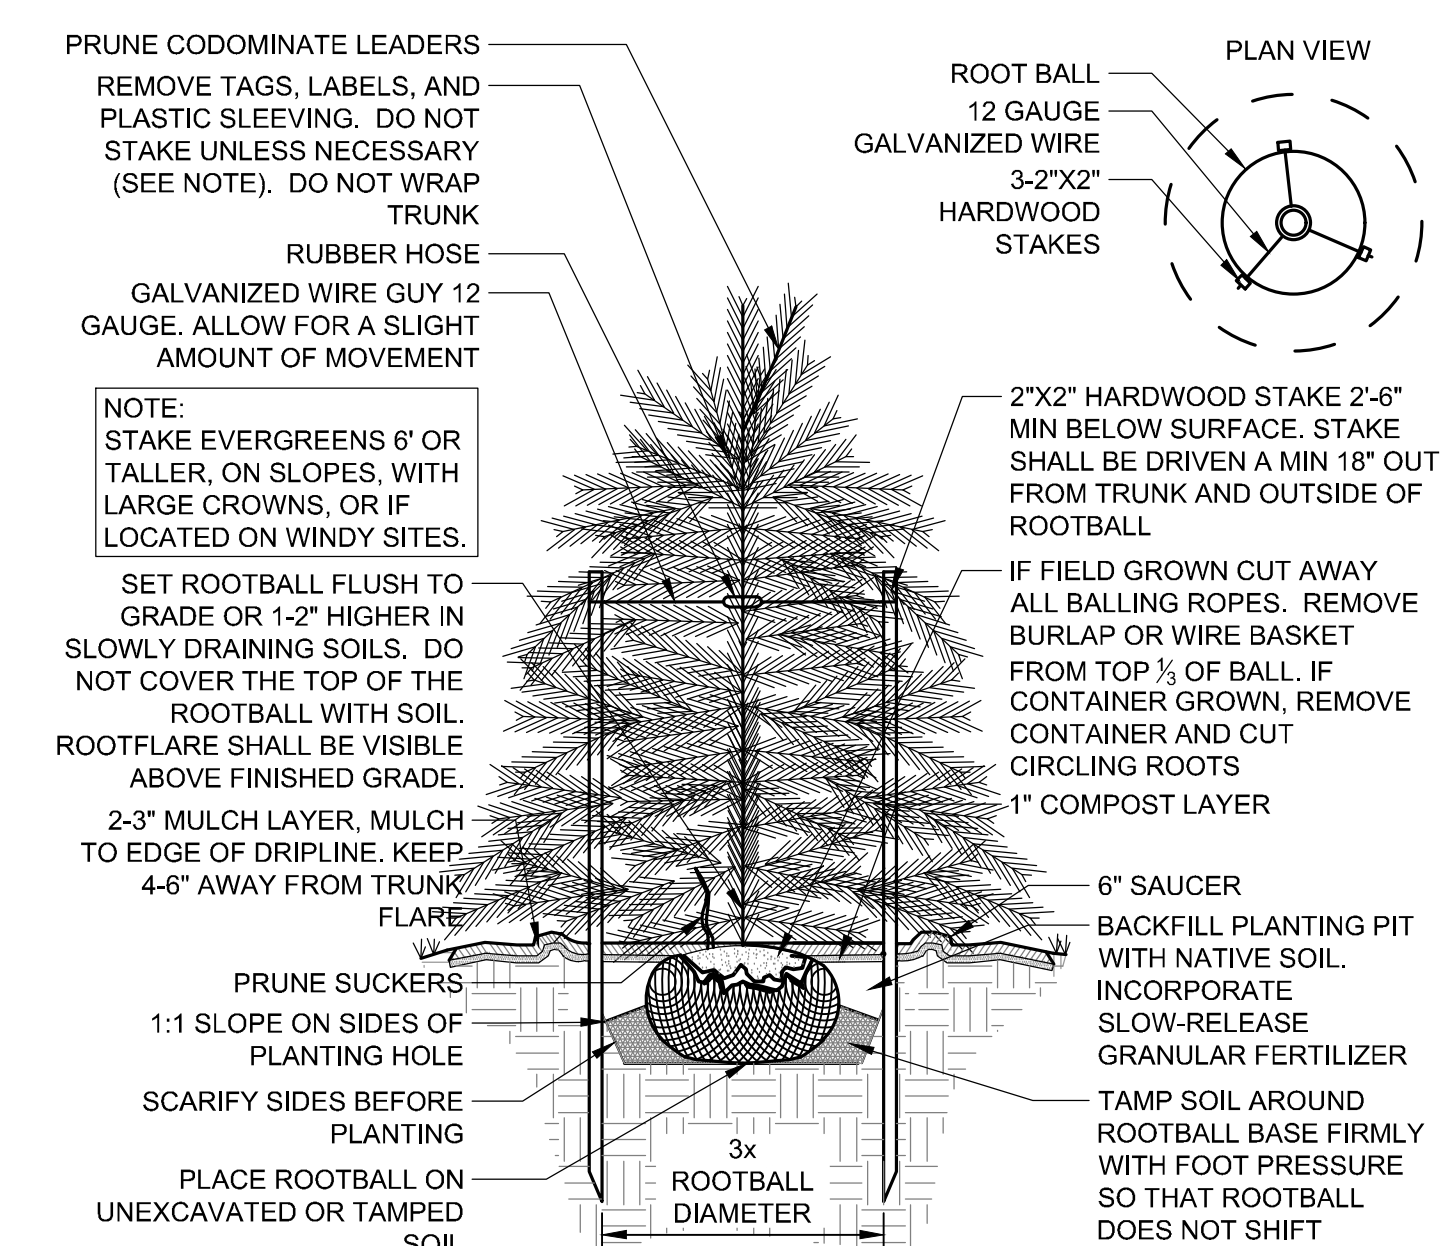 PRUNE CODOMINATE LEADERS
REMOVE TAGS, LABELS, AND
PLASTIC SLEEVING. DO NOT
STAKE UNLESS NECESSARY
(SEE NOTE). DO NOT WRAP
TRUNK
RUBBER HOSE
GALVANIZED WIRE GUY 12
GAUGE. ALLOW FOR A SLIGHT
AMOUNT OF MOVEMENT
NOTE:
STAKE EVERGREENS 6' OR
TALLER, ON SLOPES, WITH
LARGE CROWNS, OR IF
LOCATED ON WINDY SITES.
SET ROOTBALL FLUSH TO
GRADE OR 1-2" HIGHER IN
SLOWLY DRAINING SOILS. DO
NOT COVER THE TOP OF THE
ROOTBALL WITH SOIL.
ROOTFLARE SHALL BE VISIBLE
ABOVE FINISHED GRADE.
2-3" MULCH LAYER, MULCH
TO EDGE OF DRIPLINE. KEEP
4-6" AWAY FROM TRUNK
FLARE
PRUNE SUCKERS
1:1 SLOPE ON SIDES OF
PLANTING HOLE
SCARIFY SIDES BEFORE
PLANTING
PLACE ROOTBALL ON
UNEXCAVATED OR TAMPED
SOIL
3x
ROOTBALL
DIAMETER
PLAN VIEW
ROOT BALL
12 GAUGE
GALVANIZED WIRE
3-2"X2"
HARDWOOD
STAKES
2"X2" HARDWOOD STAKE 2'-6"
MIN BELOW SURFACE. STAKE
SHALL BE DRIVEN A MIN 18" OUT
FROM TRUNK AND OUTSIDE OF
ROOTBALL
IF FIELD GROWN CUT AWAY
ALL BALLING ROPES. REMOVE
BURLAP OR WIRE BASKET
FROM TOP ⅓ OF BALL. IF
CONTAINER GROWN, REMOVE
CONTAINER AND CUT
CIRCLING ROOTS
1" COMPOST LAYER
6" SAUCER
BACKFILL PLANTING PIT
WITH NATIVE SOIL.
INCORPORATE
SLOW-RELEASE
GRANULAR FERTILIZER
TAMP SOIL AROUND
ROOTBALL BASE FIRMLY
WITH FOOT PRESSURE
SO THAT ROOTBALL
DOES NOT SHIFT